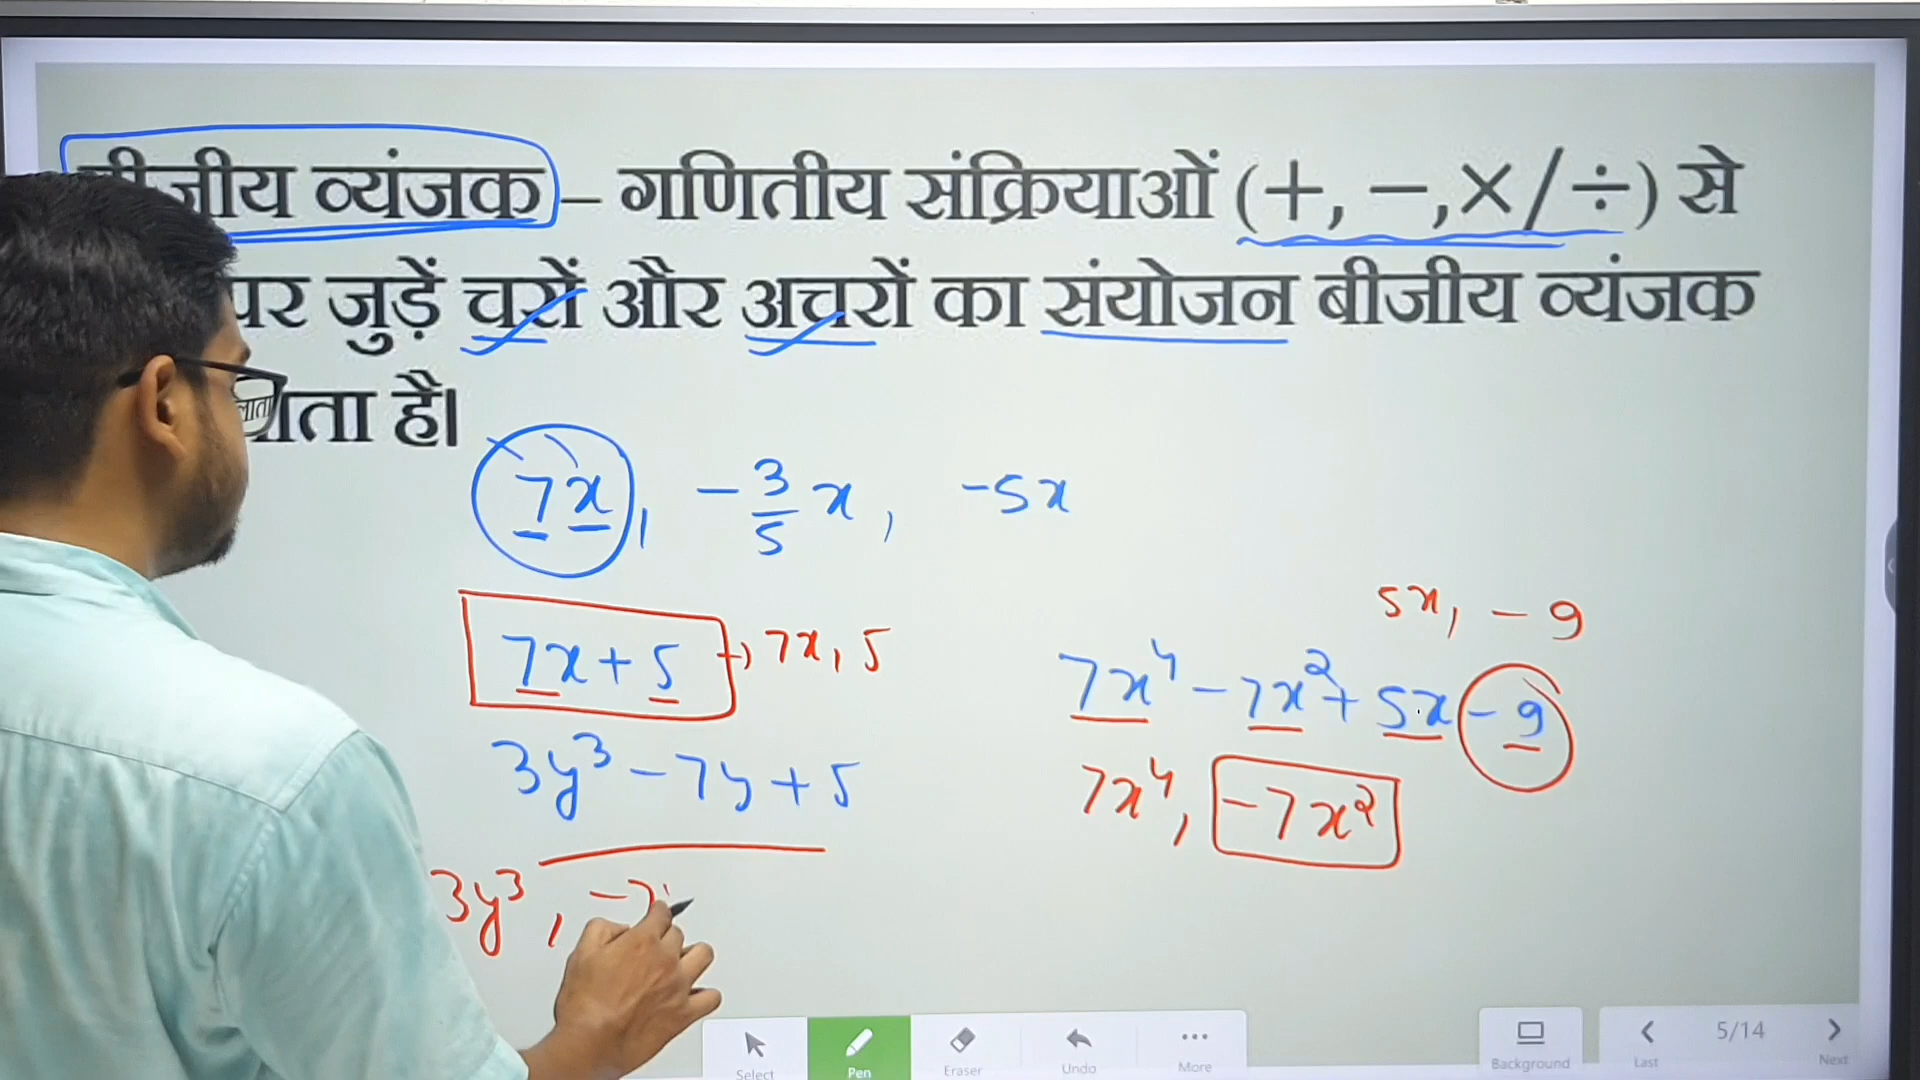 बीजीय व्यंजक – गणितीय संक्रियाओं (+, −,×/÷) से
पर जुड़ें चरों और अचरों का संयोजन बीजीय व्यंजक
है।
7x, -3/5 x, -5x
5x, -9
7x+5 → 7x, 5
7x⁴ - 7x² + 5x - 9
3y³ - 7y + 5
7x⁴, -7x²
3y³, -7
Select Pen Eraser Undo More Background Last 5/14 Next